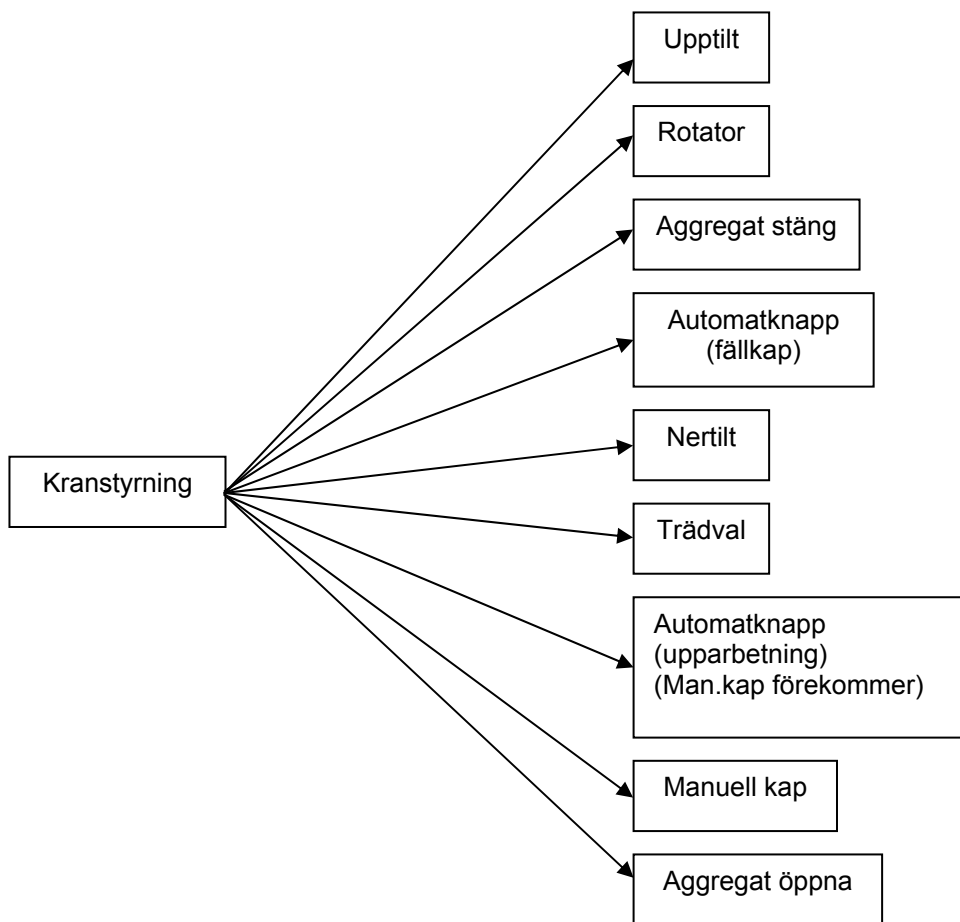 Upptilt
Rotator
Aggregat stäng
Automatknapp
(fällkap)
Nertilt
Kranstyrning
Trädval
Automatknapp
(upparbetning)
(Man.kap förekommer)
Manuell kap
Aggregat öppna